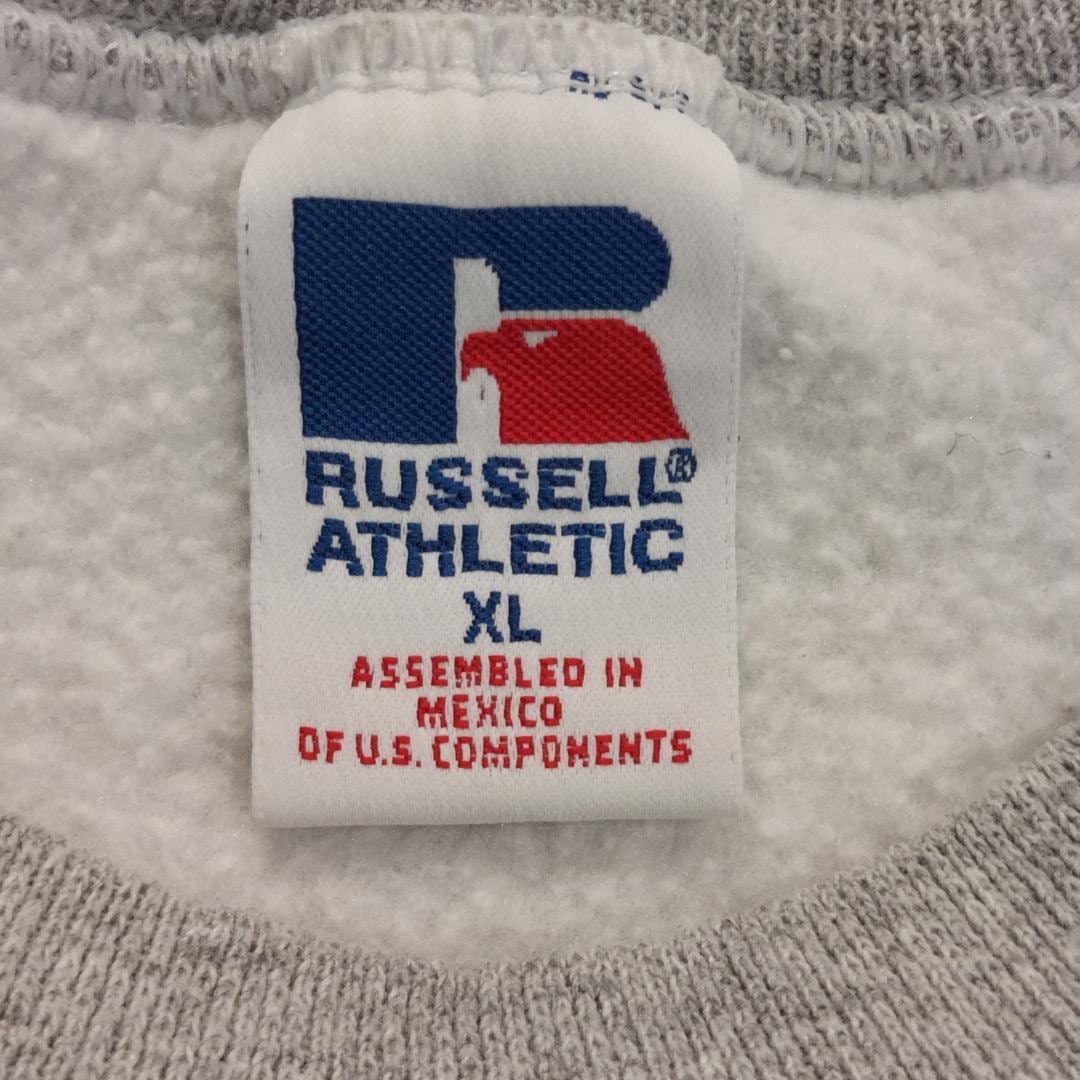 RUSSELL®
ATHLETIC
XL
ASSEMBLED IN
MEXICO
OF U.S. COMPONENTS